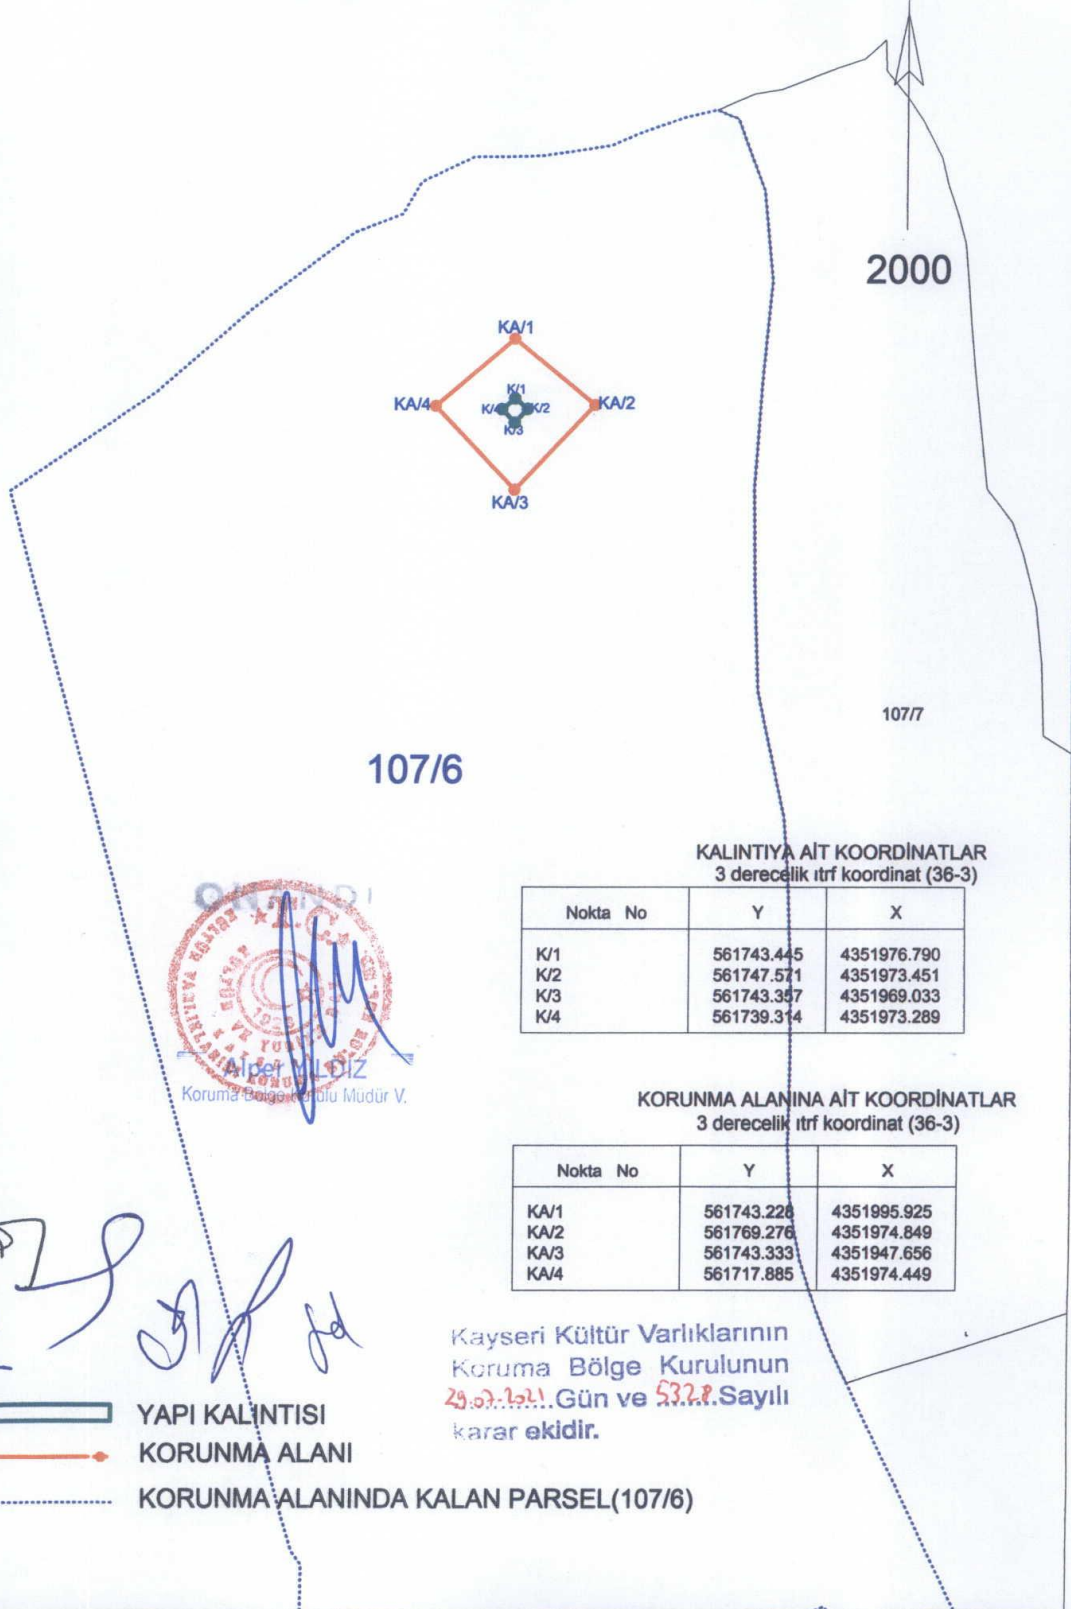 2000
KA/1
KA/4
KA/2
KA/3
K/1
K/4
K/2
K/3
107/7
107/6
KALINTIYA AİT KOORDİNATLAR
3 derecelik ıtrf koordinat (36-3)
Nokta No Y X
K/1 561743.445 4351976.790
K/2 561747.571 4351973.451
K/3 561743.357 4351969.033
K/4 561739.314 4351973.289
ONANDI
T.C.
Alper YILDIZ
Koruma Bölge Kurulu Müdür V.
KORUNMA ALANINA AİT KOORDİNATLAR
3 derecelik ıtrf koordinat (36-3)
Nokta No Y X
KA/1 561743.228 4351995.925
KA/2 561769.276 4351974.849
KA/3 561743.333 4351947.656
KA/4 561717.885 4351974.449
Kayseri Kültür Varlıklarının
Koruma Bölge Kurulunun
29.07.2021 Gün ve 5328 Sayılı
karar ekidir.
YAPI KALINTISI
KORUNMA ALANI
KORUNMA ALANINDA KALAN PARSEL(107/6)